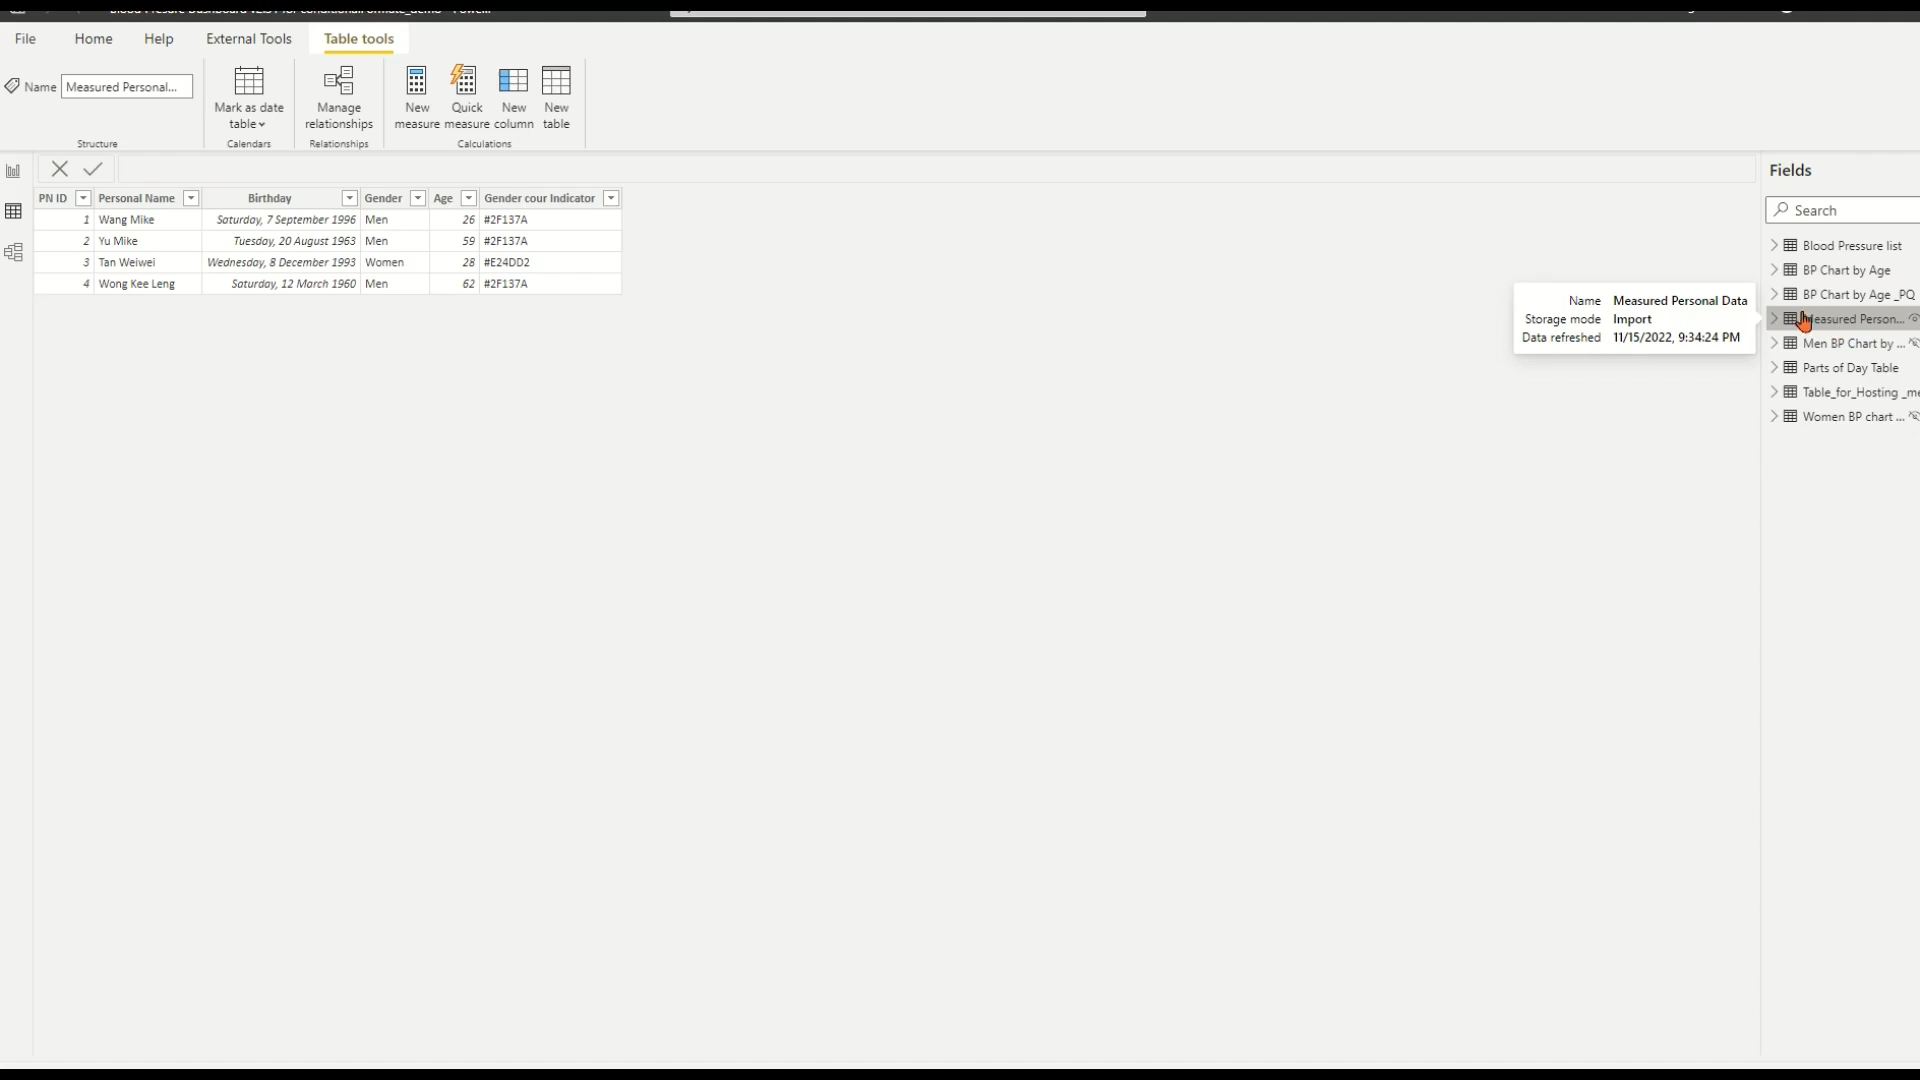 File Home Help External Tools Table tools
Name Measured Personal...
Mark as date table
Manage relationships
New measure
Quick measure
New column
New table
Structure Calendars Relationships Calculations
Fields
Search
PN ID Personal Name Birthday Gender Age Gender cour Indicator
1 Wang Mike Saturday, 7 September 1996 Men 26 #2F137A
2 Yu Mike Tuesday, 20 August 1963 Men 59 #2F137A
3 Tan Weiwei Wednesday, 8 December 1993 Women 28 #E24DD2
4 Wong Kee Leng Saturday, 12 March 1960 Men 62 #2F137A
Name Measured Personal Data
Storage mode Import
Data refreshed 11/15/2022, 9:34:24 PM
Blood Pressure list
BP Chart by Age
BP Chart by Age _PQ
easured Person...
Men BP Chart by ...
Parts of Day Table
Table_for_Hosting _me
Women BP chart ...